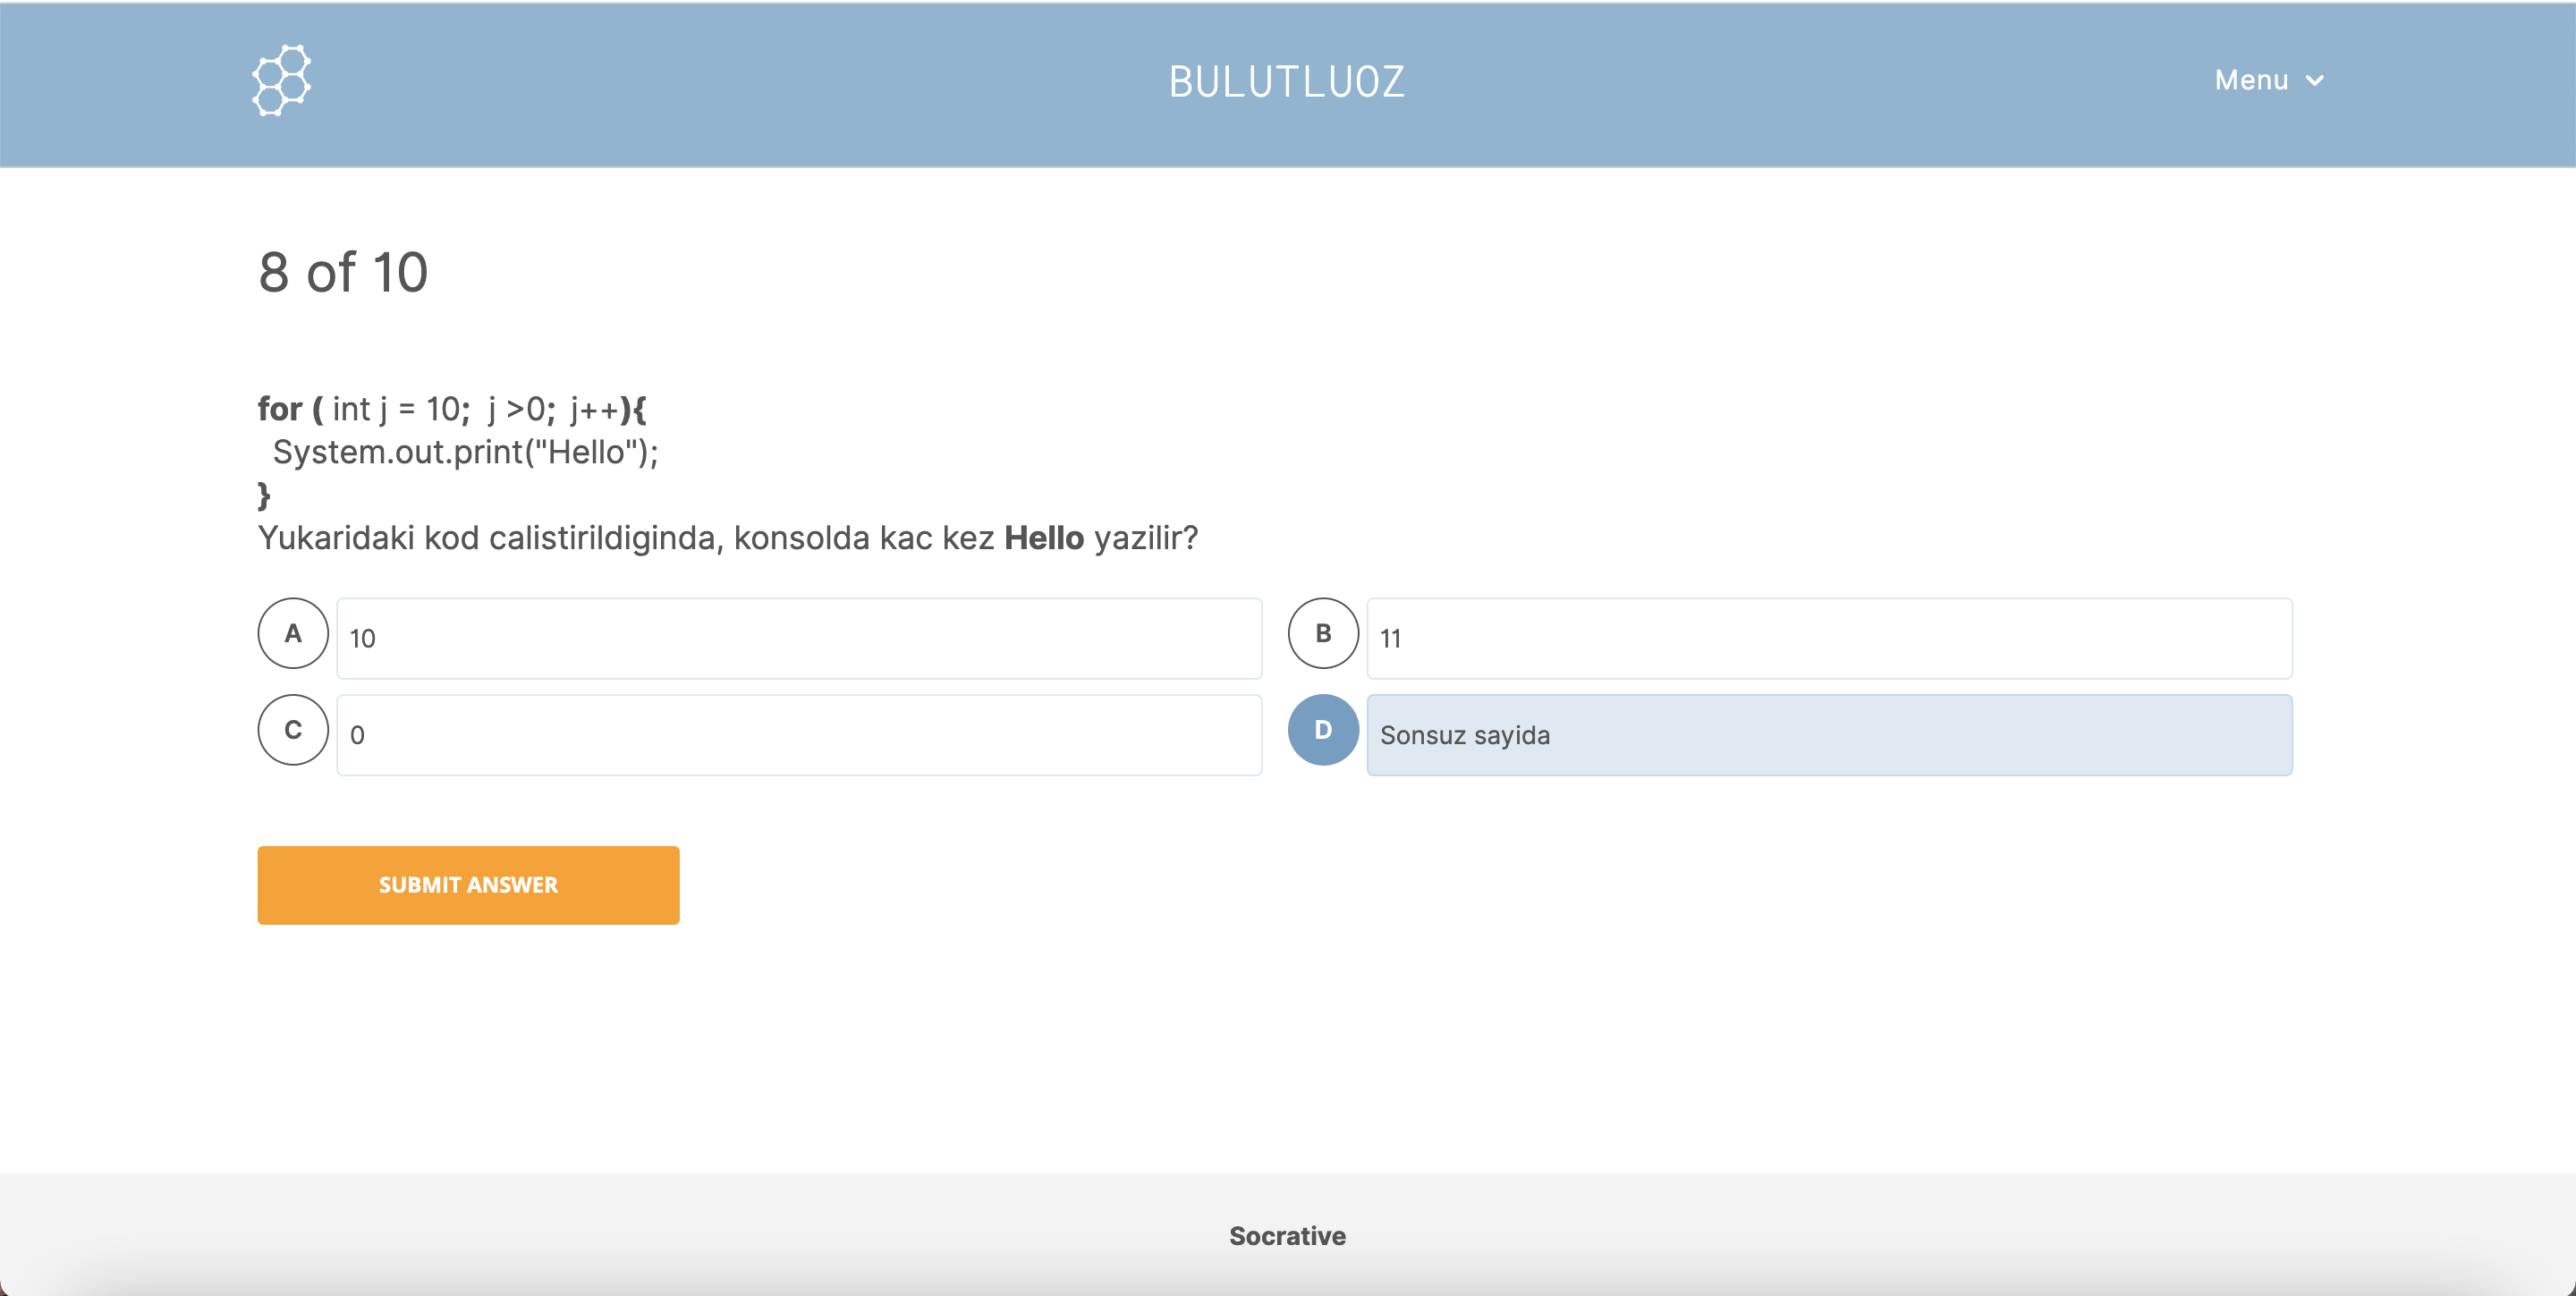 BULUTLUOZ
Menu
8 of 10
for ( int j = 10; j >0; j++){
System.out.print("Hello");
}
Yukaridaki kod calistirildiginda, konsolda kac kez Hello yazilir?
A 10
B 11
C 0
D Sonsuz sayida
SUBMIT ANSWER
Socrative